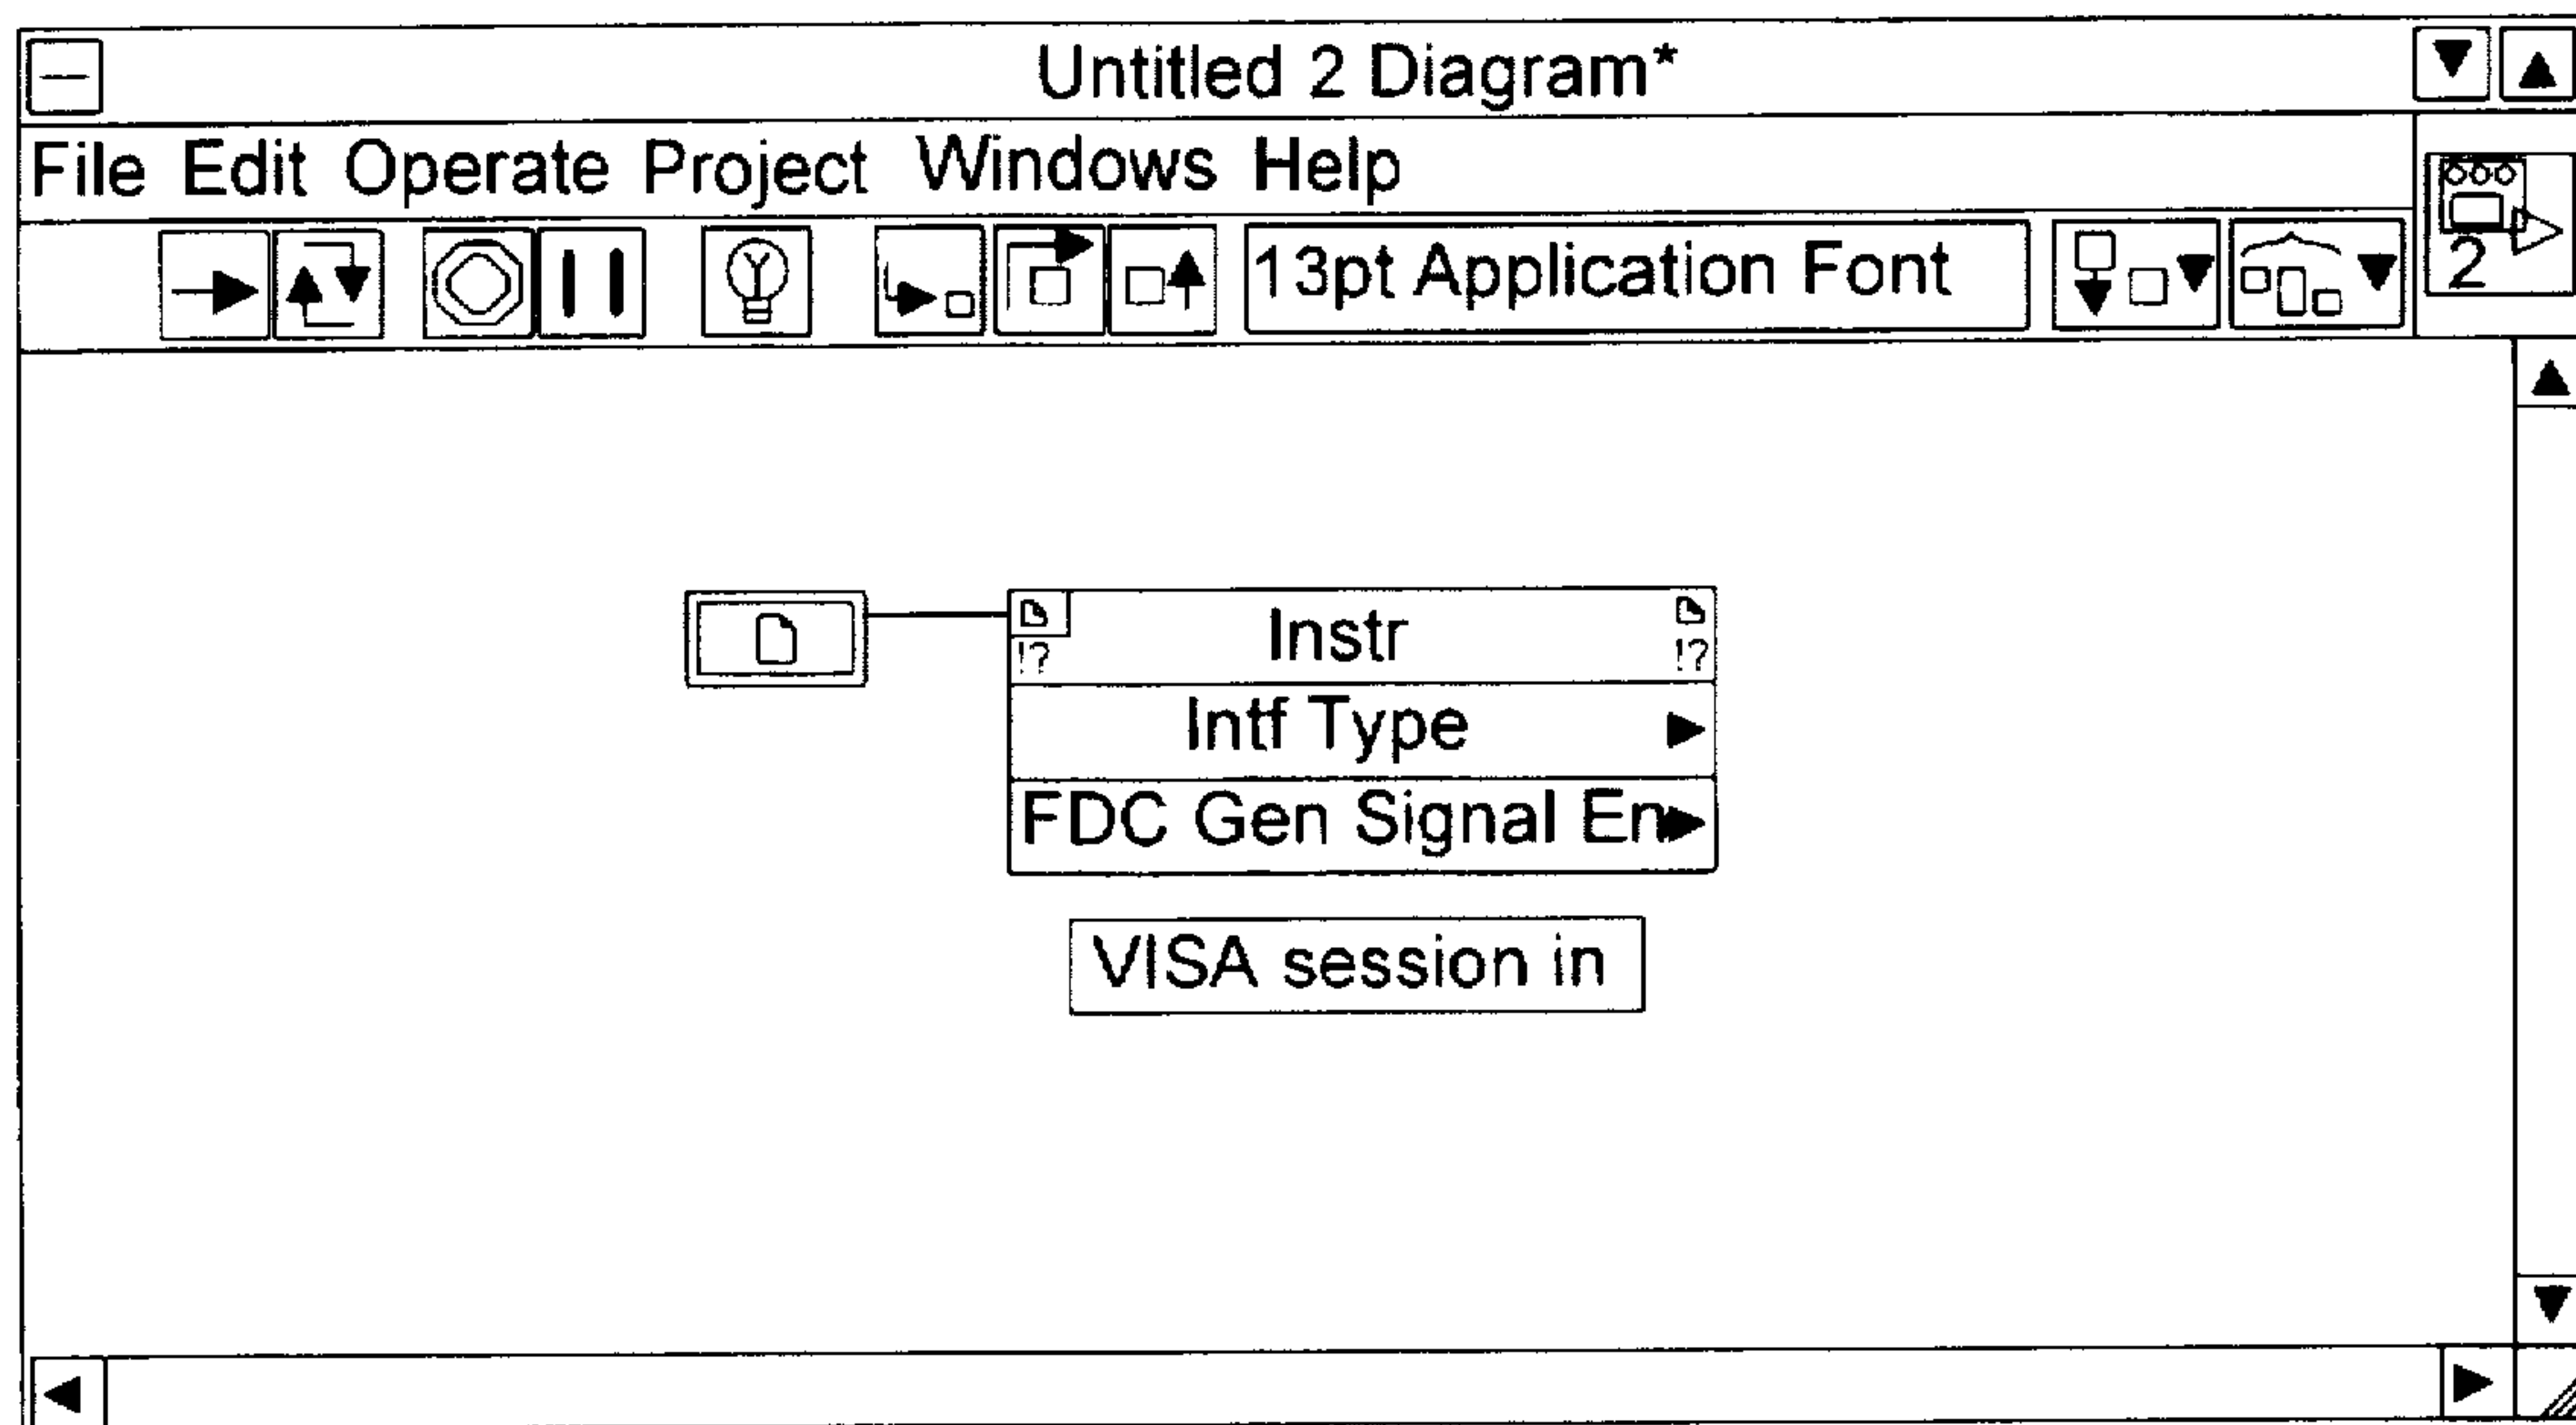 Untitled 2 Diagram*
File Edit Operate Project Windows Help
13pt Application Font
2
Instr
!? !?
Intf Type
FDC Gen Signal En
VISA session in